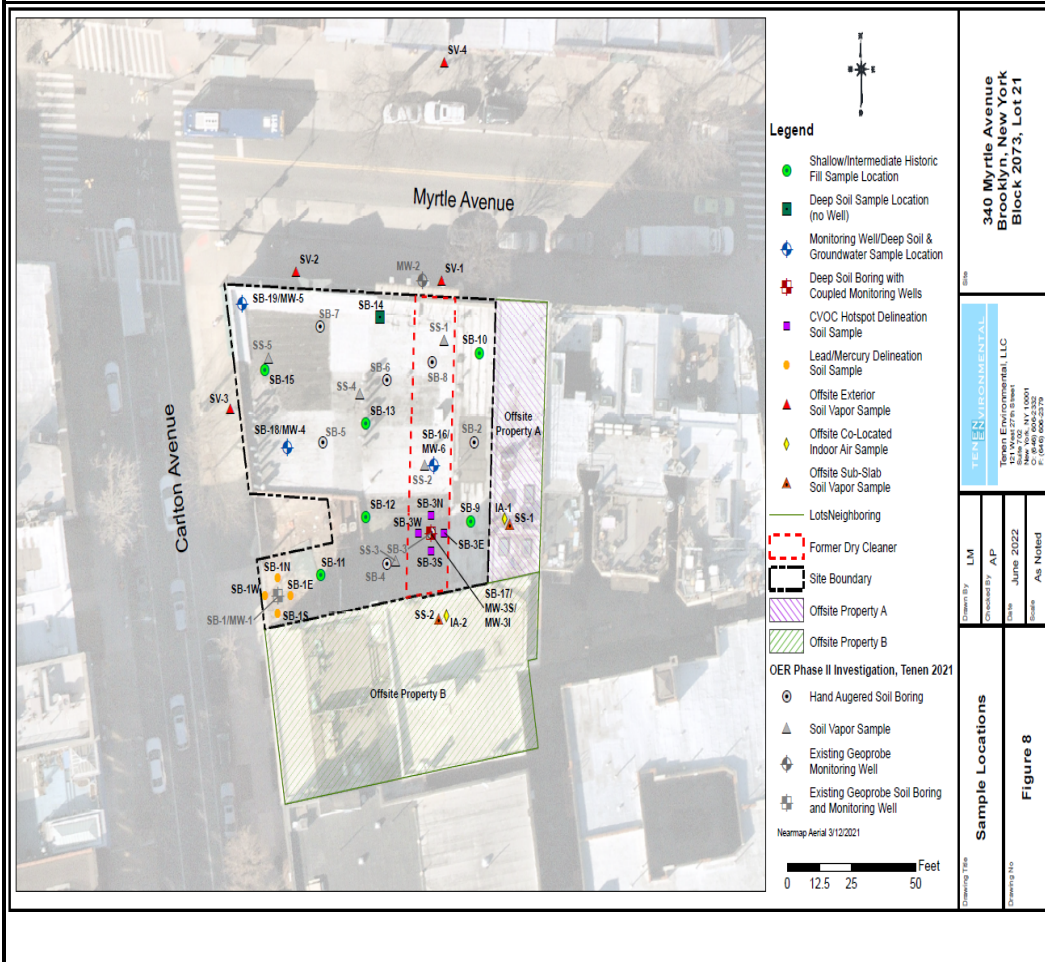 SV-4
Myrtle Avenue
SV-2
MW-2
SV-1
SB-19/MW-5
SB-14
SB-7
SS-1
SB-10
SS-5
SB-6
SB-8
SB-15
SS-4
SV-3
SB-13
Offsite
Property A
SB-18/MW-4
SB-5
SB-16/
MW-6
SB-2
SS-2
Carlton Avenue
SB-12
SB-3N
SB-9
IA-1
SS-1
SB-3W
SB-3E
SS-3
SB-3
SB-3S
SB-4
SB-11
SB-1N
SB-1W
SB-1E
SB-17/
MW-3S/
MW-3I
SB-1/MW-1
SB-1S
SS-2
IA-2
Offsite Property B
N
Legend
Shallow/Intermediate Historic
Fill Sample Location
Deep Soil Sample Location
(no Well)
Monitoring Well/Deep Soil &
Groundwater Sample Location
Deep Soil Boring with
Coupled Monitoring Wells
CVOC Hotspot Delineation
Soil Sample
Lead/Mercury Delineation
Soil Sample
Offsite Exterior
Soil Vapor Sample
Offsite Co-Located
Indoor Air Sample
Offsite Sub-Slab
Soil Vapor Sample
LotsNeighboring
Former Dry Cleaner
Site Boundary
Offsite Property A
Offsite Property B
OER Phase II Investigation, Tenen 2021
Hand Augered Soil Boring
Soil Vapor Sample
Existing Geoprobe
Monitoring Well
Existing Geoprobe Soil Boring
and Monitoring Well
Nearmap Aerial 3/12/2021
Feet
0 12.5 25 50
Site
340 Myrtle Avenue
Brooklyn, New York
Block 2073, Lot 21
TENEN
ENVIRONMENTAL
Tenen Environmental, LLC
121 West 27th Street
Suite 702
New York, NY 10001
O: (646) 606-2332
F: (646) 606-2379
Drawn By LM
Checked By AP
Date June 2022
Scale As Noted
Drawing Title
Sample Locations
Drawing No
Figure 8